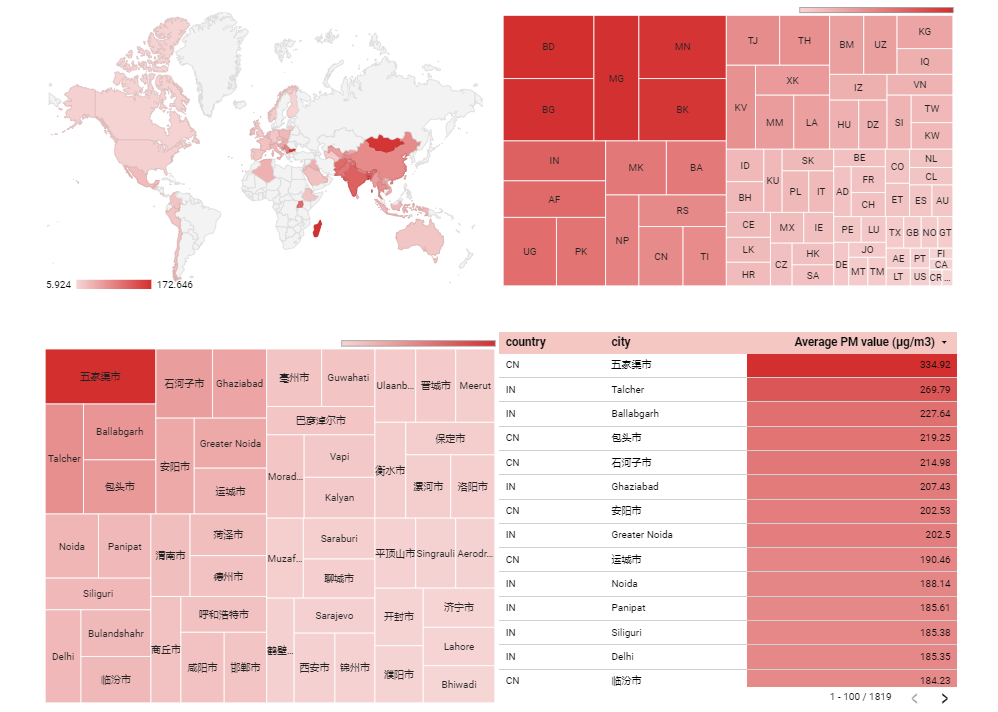 5.924
172.646
BD
MG
MN
BG
BK
IN
MK
BA
AF
RS
UG
PK
NP
CN
TI
TJ
TH
BM
UZ
KG
IQ
XK
IZ
VN
KV
MM
LA
HU
DZ
SI
TW
KW
ID
KU
SK
BE
CO
NL
BH
PL
IT
AD
FR
CL
CH
ET
ES
AU
CE
MX
IE
PE
LU
TX
GB
NO
GT
LK
CZ
HK
JO
AE
PT
FI
CA
HR
SA
DE
MT
TM
LT
US
CR ...
五家渠市
石河子市
Ghaziabad
亳州市
Guwahati
Ulaanb...
晋城市
Meerut
Talcher
Ballabgarh
包头市
安阳市
Greater Noida
运城市
巴彦淖尔市
Morad...
Vapi
Kalyan
衡水市
保定市
漯河市
洛阳市
Noida
Panipat
渭南市
菏泽市
德州市
Muzaf...
Saraburi
聊城市
平顶山市
Singrauli
Aerodr...
Siliguri
Delhi
Bulandshahr
临汾市
商丘市
呼和浩特市
咸阳市
邯郸市
鹤壁...
Sarajevo
西安市
锦州市
开封市
濮阳市
济宁市
Lahore
Bhiwadi
country city Average PM value (µg/m3)
CN 五家渠市 334.92
IN Talcher 269.79
IN Ballabgarh 227.64
CN 包头市 219.25
CN 石河子市 214.98
IN Ghaziabad 207.43
CN 安阳市 202.53
IN Greater Noida 202.5
CN 运城市 190.46
IN Noida 188.14
IN Panipat 185.61
IN Siliguri 185.38
IN Delhi 185.35
CN 临汾市 184.23
1 - 100 / 1819